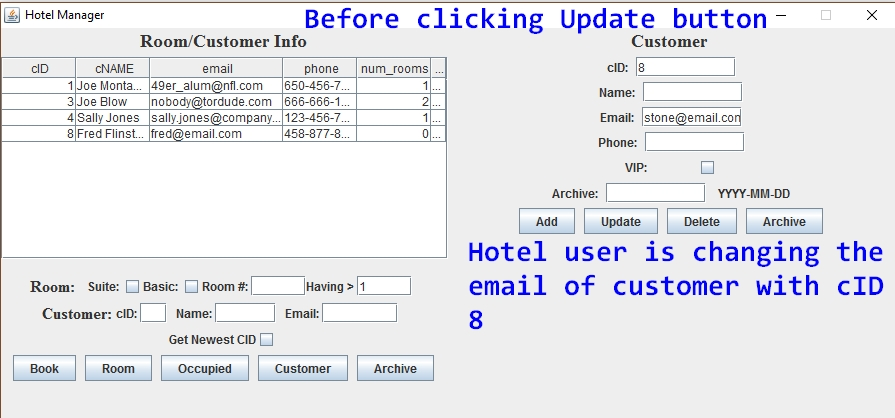 Hotel Manager
Before clicking Update button
Room/Customer Info
cID cNAME email phone num_rooms ...
1 Joe Monta... 49er_alum@nfl.com 650-456-7... 1 ...
3 Joe Blow nobody@tordude.com 666-666-1... 2 ...
4 Sally Jones sally.jones@company... 123-456-7... 1 ...
8 Fred Flinst... fred@email.com 458-877-8... 0 ...
Customer
cID: 8
Name:
Email: stone@email.com
Phone:
VIP:
Archive: YYYY-MM-DD
Add Update Delete Archive
Hotel user is changing the
email of customer with cID
8
Room: Suite: Basic: Room #: Having > 1
Customer: cID: Name: Email:
Get Newest CID
Book Room Occupied Customer Archive